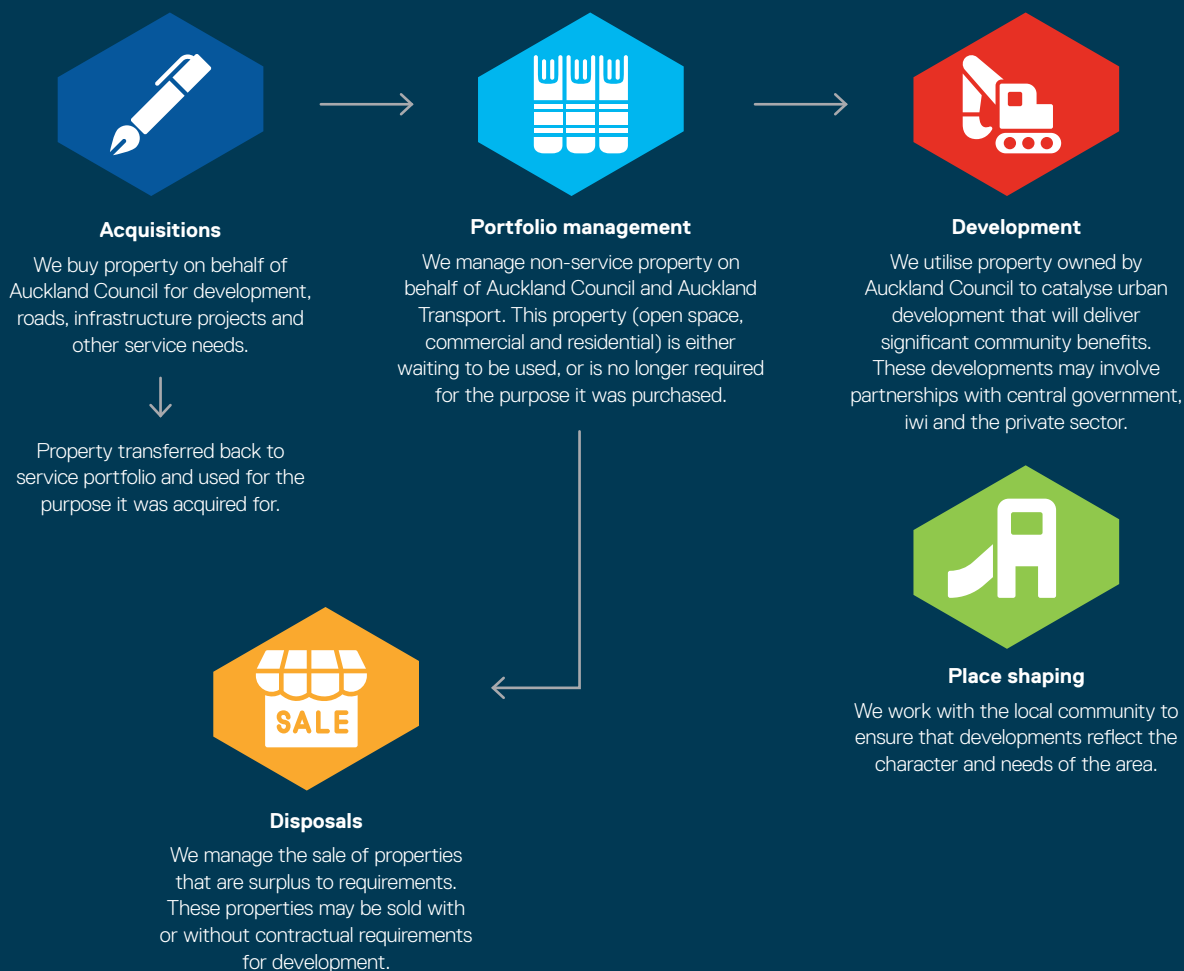 Acquisitions
We buy property on behalf of
Auckland Council for development,
roads, infrastructure projects and
other service needs.
Property transferred back to
service portfolio and used for the
purpose it was acquired for.
Portfolio management
We manage non-service property on
behalf of Auckland Council and Auckland
Transport. This property (open space,
commercial and residential) is either
waiting to be used, or is no longer required
for the purpose it was purchased.
Development
We utilise property owned by
Auckland Council to catalyse urban
development that will deliver
significant community benefits.
These developments may involve
partnerships with central government,
iwi and the private sector.
Place shaping
We work with the local community to
ensure that developments reflect the
character and needs of the area.
SALE
Disposals
We manage the sale of properties
that are surplus to requirements.
These properties may be sold with
or without contractual requirements
for development.